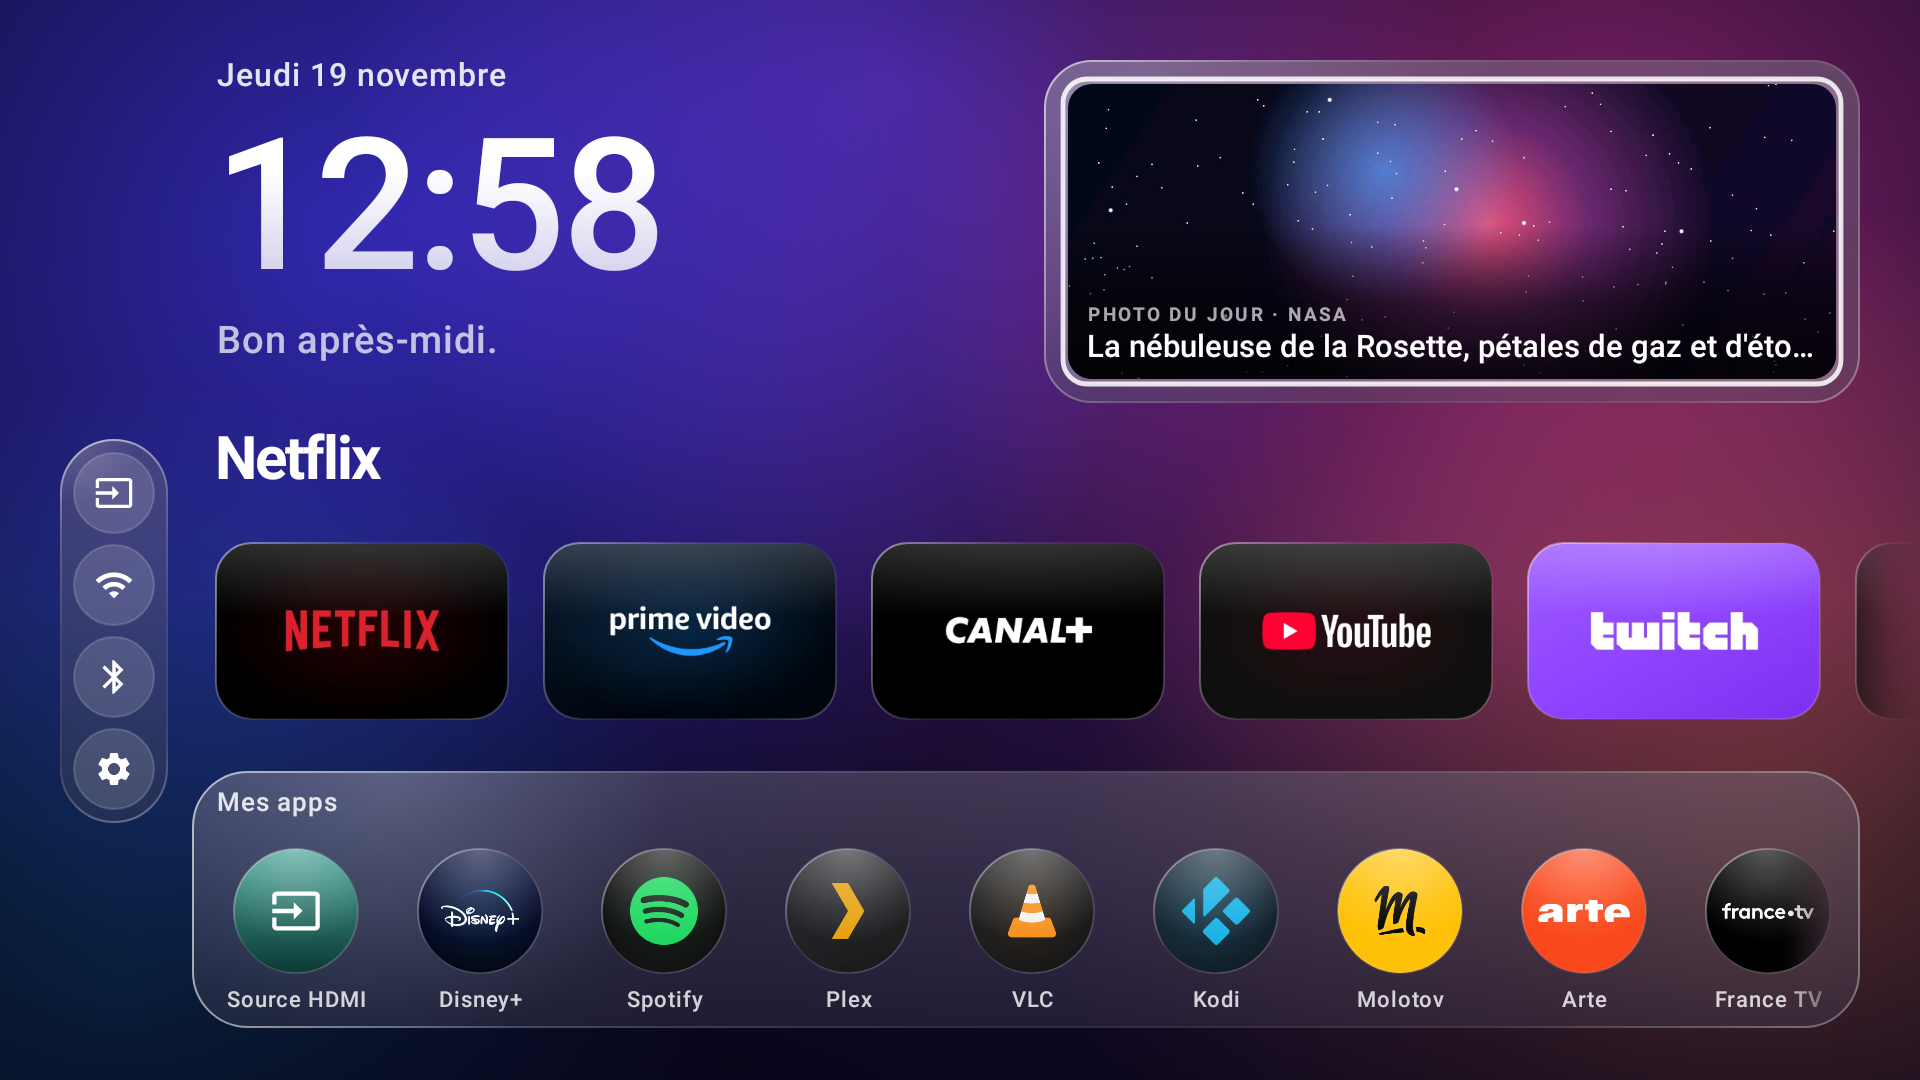 Jeudi 19 novembre
12:58
Bon après-midi.
PHOTO DU JOUR · NASA
La nébuleuse de la Rosette, pétales de gaz et d'éto...
Netflix
NETFLIX
prime video
CANAL+
YouTube
twitch
Mes apps
Disney+
M.
arte
france•tv
Source HDMI
Disney+
Spotify
Plex
VLC
Kodi
Molotov
Arte
France TV